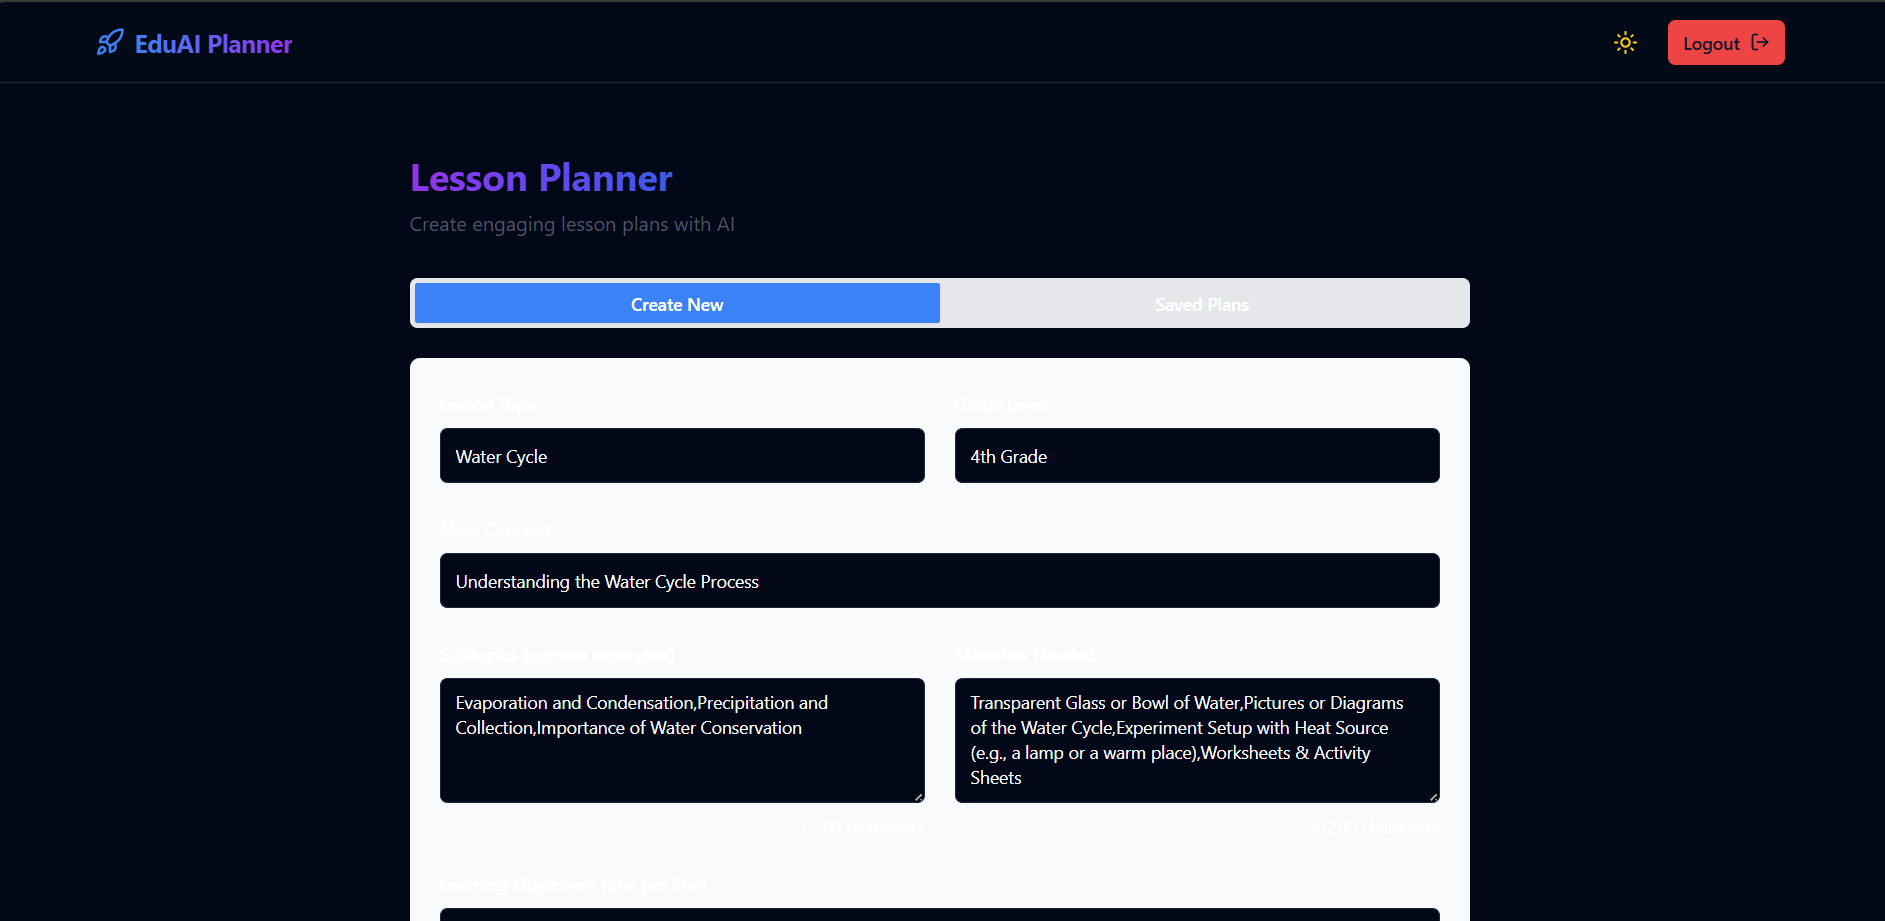 EduAI Planner
Logout
Lesson Planner
Create engaging lesson plans with AI
Create New
Saved Plans
Lesson Topic
Grade Level
Water Cycle
4th Grade
Main Concept
Understanding the Water Cycle Process
Subtopics (comma separated)
Materials Needed
Evaporation and Condensation,Precipitation and
Collection,Importance of Water Conservation
Transparent Glass or Bowl of Water,Pictures or Diagrams
of the Water Cycle,Experiment Setup with Heat Source
(e.g., a lamp or a warm place),Worksheets & Activity
Sheets
/200 characters
4/200 characters
Learning Objectives (one per line)